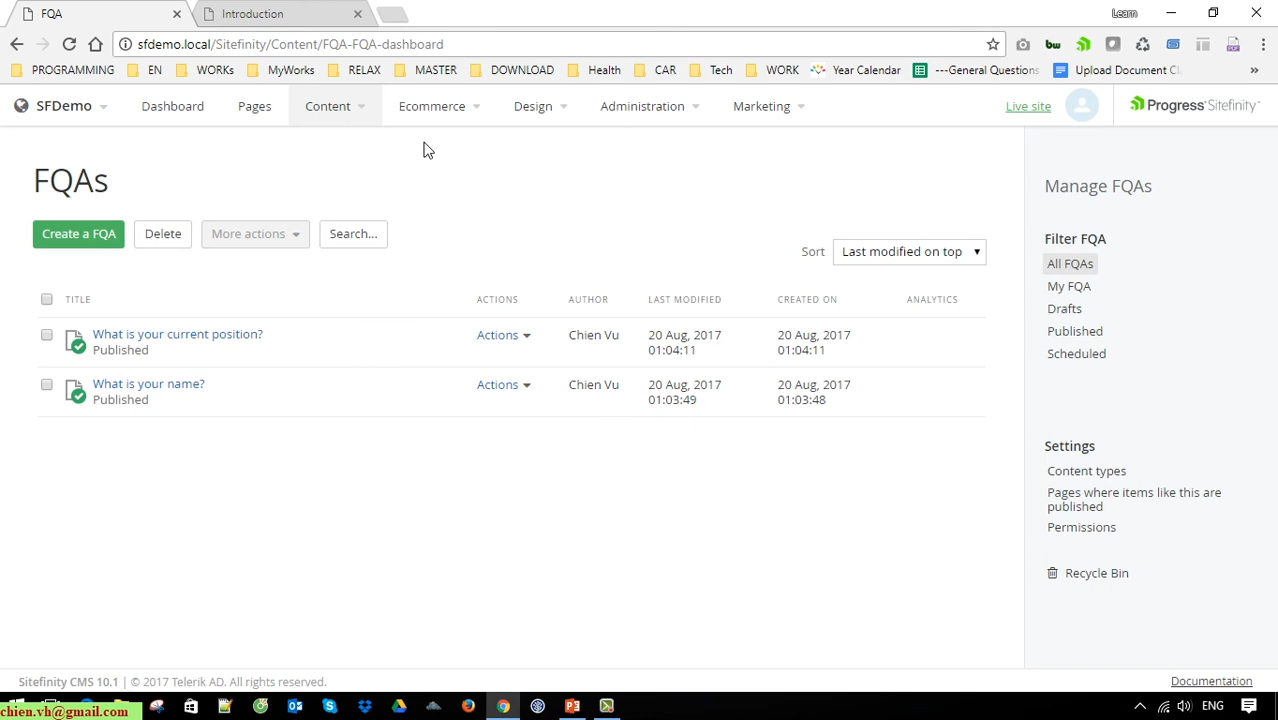 FQA
Introduction
Learn
sfdemo.local/Sitefinity/Content/FQA-FQA-dashboard
PROGRAMMING EN WORKs MyWorks RELAX MASTER DOWNLOAD Health CAR Tech WORK Year Calendar ---General Questions Upload Document Cl
SFDemo Dashboard Pages Content Ecommerce Design Administration Marketing Live site Progress Sitefinity
FQAs
Create a FQA Delete More actions Search...
Sort Last modified on top
TITLE ACTIONS AUTHOR LAST MODIFIED CREATED ON ANALYTICS
What is your current position? Actions Chien Vu 20 Aug, 2017 20 Aug, 2017
Published 01:04:11 01:04:11
What is your name? Actions Chien Vu 20 Aug, 2017 20 Aug, 2017
Published 01:03:49 01:03:48
Manage FQAs
Filter FQA
All FQAs
My FQA
Drafts
Published
Scheduled
Settings
Content types
Pages where items like this are
published
Permissions
Recycle Bin
Sitefinity CMS 10.1 | © 2017 Telerik AD. All rights reserved. Documentation
chien.vh@gmail.com
ENG